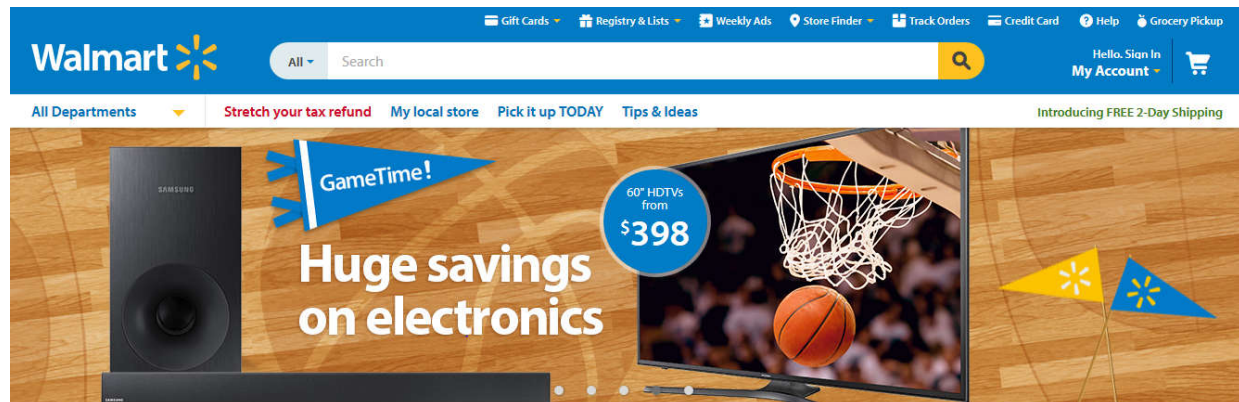 Gift Cards Registry & Lists Weekly Ads Store Finder Track Orders Credit Card Help Grocery Pickup
Walmart
All Search
Hello. Sign In
My Account
All Departments Stretch your tax refund My local store Pick it up TODAY Tips & Ideas Introducing FREE 2-Day Shipping
SAMSUNG
GameTime!
60" HDTVs
from
$398
Huge savings
on electronics
SAMSUNG